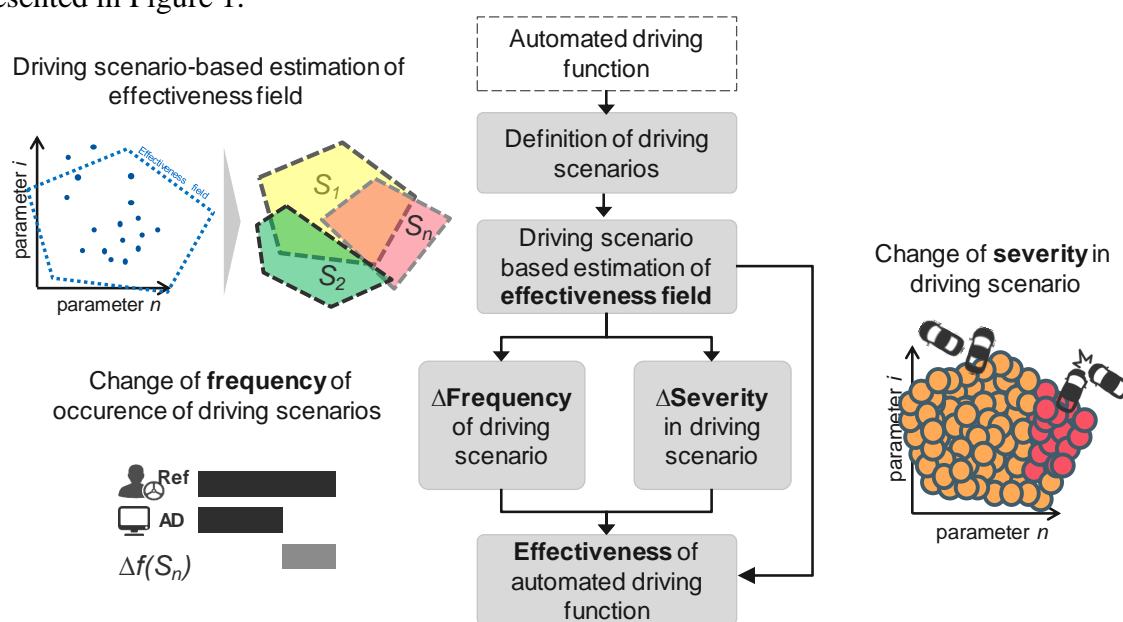 esented in Figure 1.
Driving scenario-based estimation of
effectiveness field
parameter i
Effectiveness field
parameter n
S1
Sn
S2
Automated driving
function
Definition of driving
scenarios
Driving scenario
based estimation of
effectiveness field
ΔFrequency
of driving
scenario
ΔSeverity
in driving
scenario
Effectiveness of
automated driving
function
Change of frequency of
occurence of driving scenarios
Ref
AD
Δf(Sn)
Change of severity in
driving scenario
parameter i
parameter n